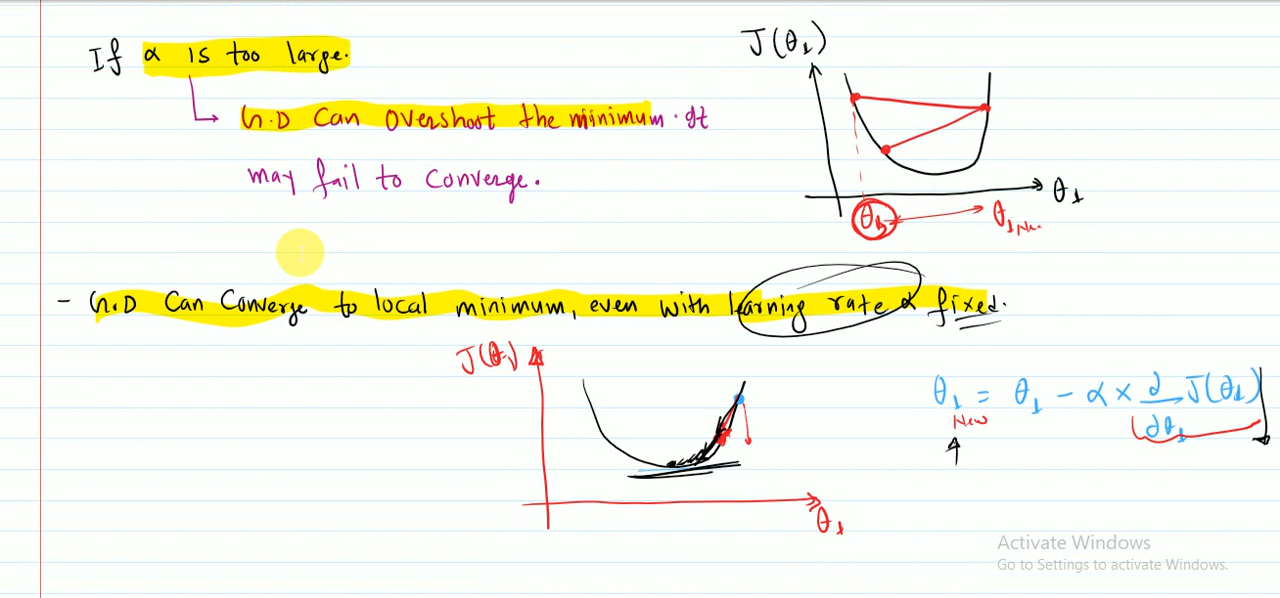 If α is too large.
J(θ₁)
G.D Can Overshoot the minimum. It
may fail to converge.
θ₁
θ₁
θ₁ New
- G.D Can Converge to local minimum, even with learning rate α fixed.
J(θ₁)
θ₁ = θ₁ - α × ∂/∂θ₁ J(θ₁)
New
θ₁
Activate Windows
Go to Settings to activate Windows.